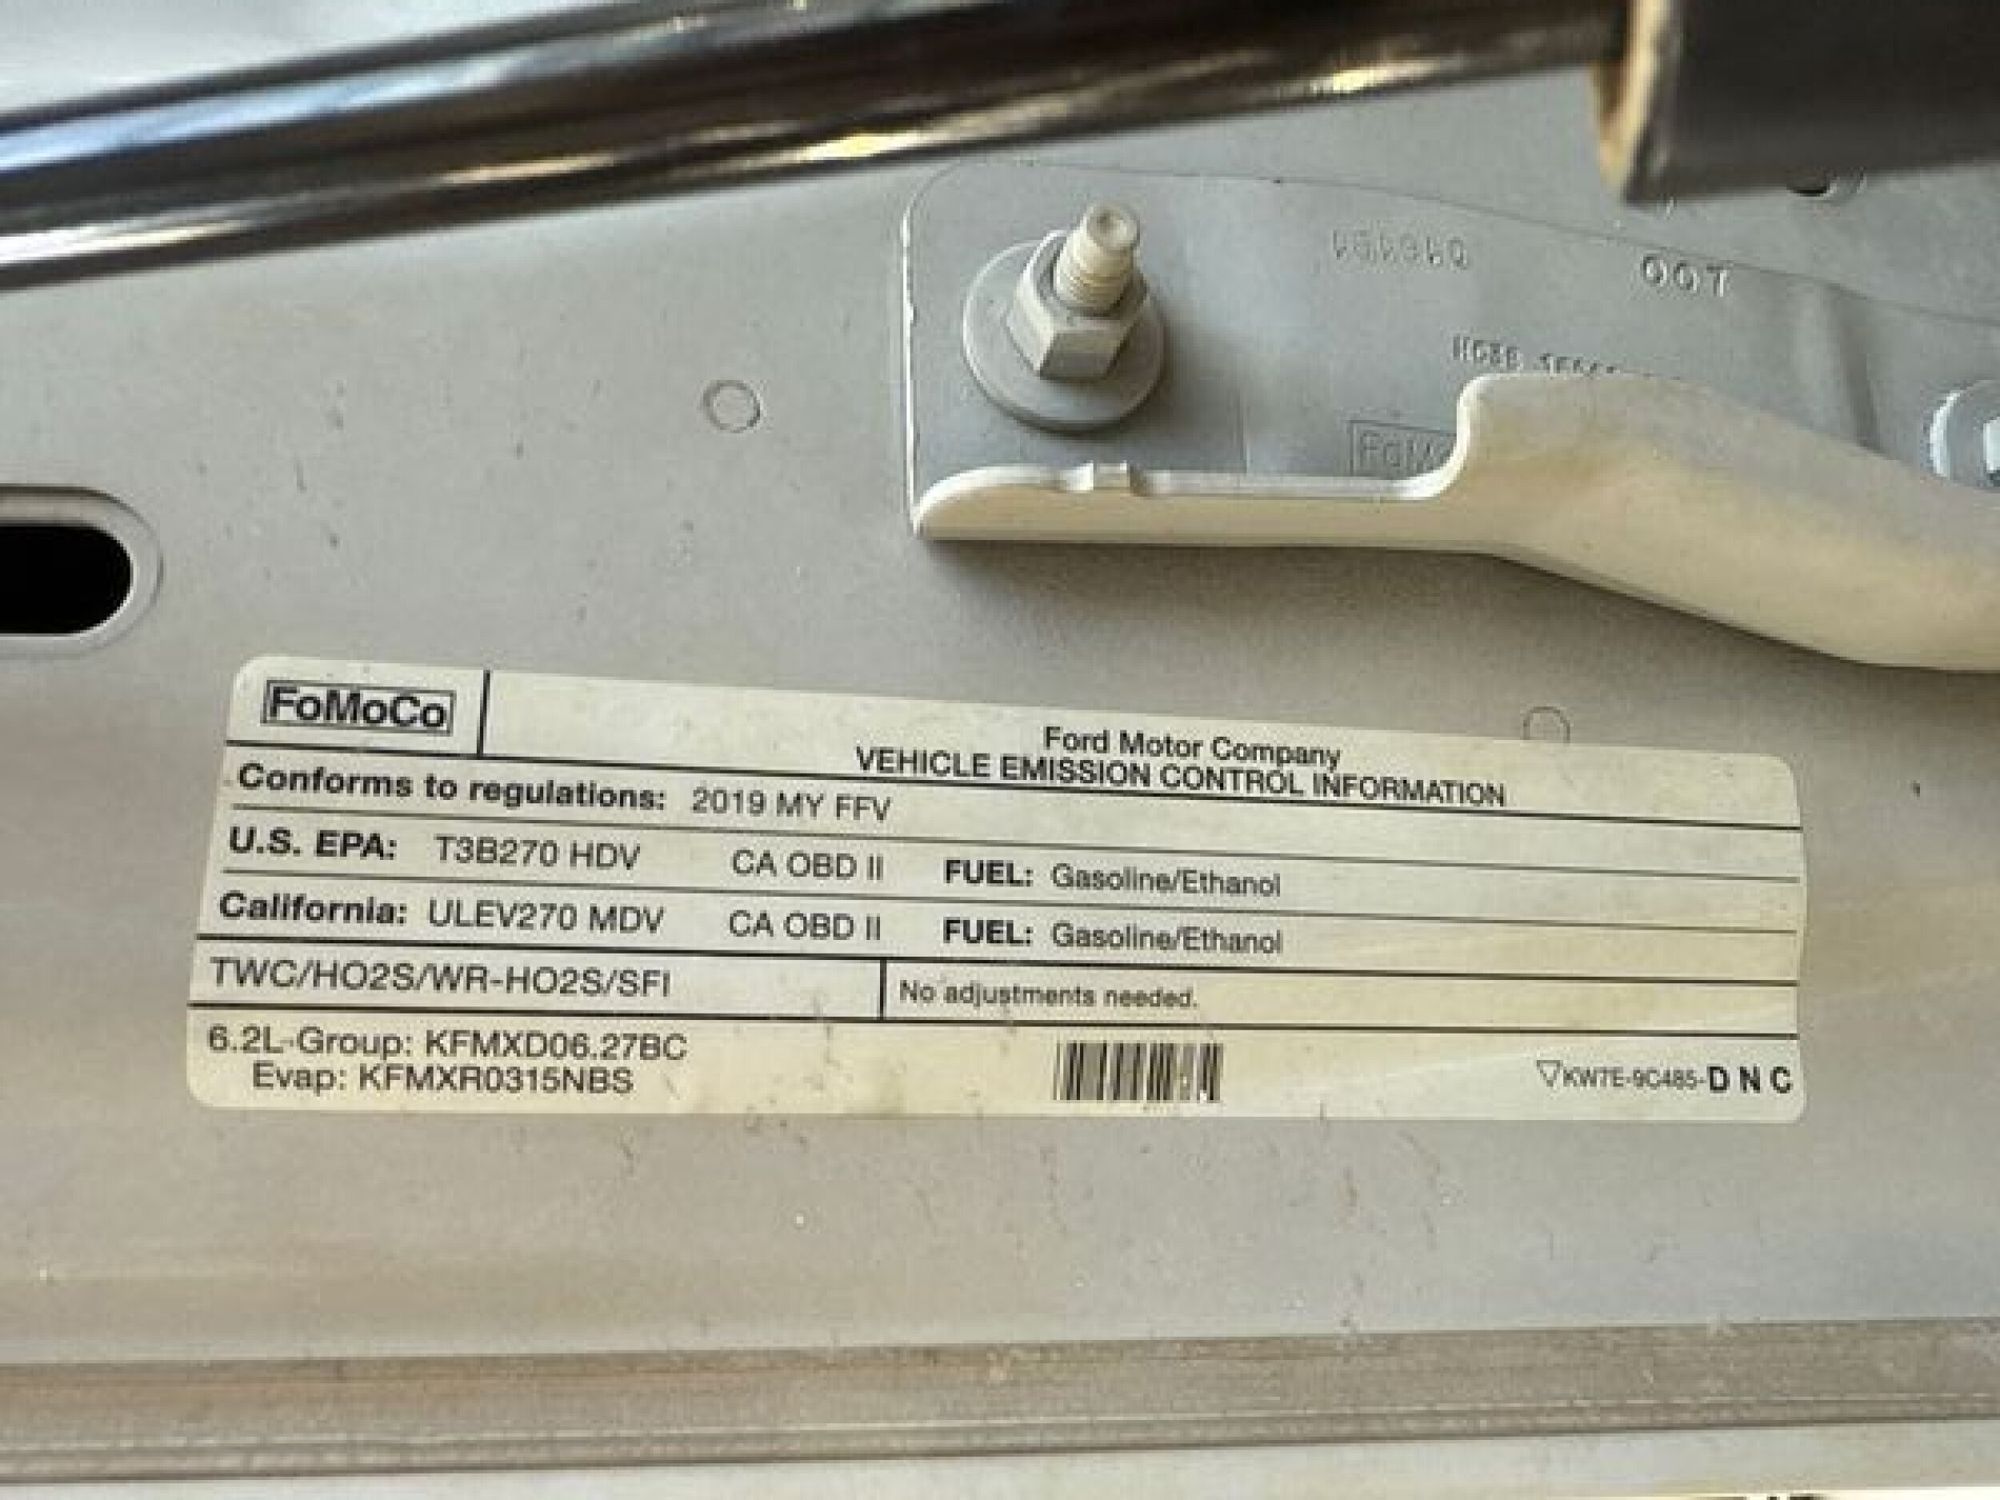 OOT
FoMoCo
Ford Motor Company
VEHICLE EMISSION CONTROL INFORMATION
Conforms to regulations: 2019 MY FFV
U.S. EPA: T3B270 HDV CA OBD II FUEL: Gasoline/Ethanol
California: ULEV270 MDV CA OBD II FUEL: Gasoline/Ethanol
TWC/HO2S/WR-HO2S/SFI No adjustments needed.
6.2L-Group: KFMXD06.27BC
Evap: KFMXR0315NBS
▽KW7E-9C485-DNC